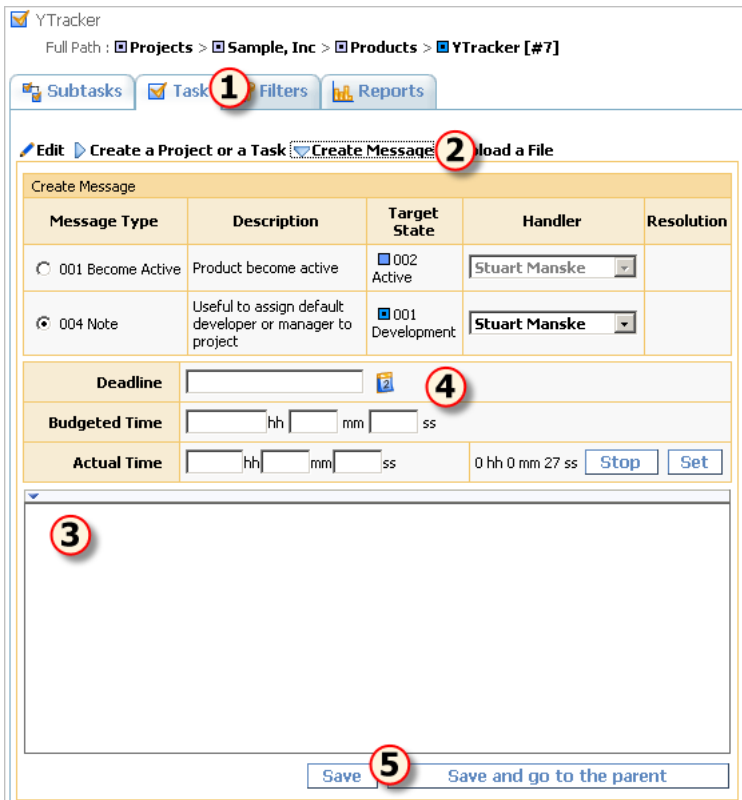 YTracker
Full Path : Projects > Sample, Inc > Products > YTracker [#7]
Subtasks Task 1 Filters Reports
Edit Create a Project or a Task Create Message 2 load a File
Create Message
Message Type Description Target State Handler Resolution
001 Become Active Product become active 002 Active Stuart Manske
004 Note Useful to assign default developer or manager to project 001 Development Stuart Manske
Deadline 2 4
Budgeted Time hh mm ss
Actual Time hh mm ss 0 hh 0 mm 27 ss Stop Set
3
Save 5 Save and go to the parent